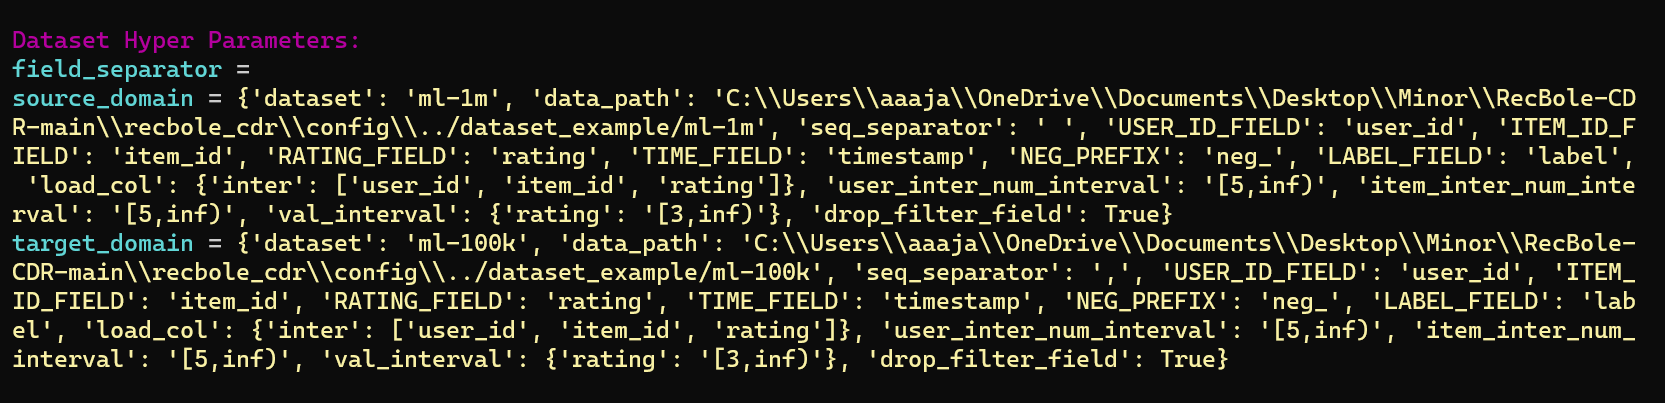 Dataset Hyper Parameters:
field_separator =
source_domain = {'dataset': 'ml-1m', 'data_path': 'C:\\Users\\aaaja\\OneDrive\\Documents\\Desktop\\Minor\\RecBole-CD
R-main\\recbole_cdr\\config\\../dataset_example/ml-1m', 'seq_separator': ' ', 'USER_ID_FIELD': 'user_id', 'ITEM_ID_F
IELD': 'item_id', 'RATING_FIELD': 'rating', 'TIME_FIELD': 'timestamp', 'NEG_PREFIX': 'neg_', 'LABEL_FIELD': 'label',
 'load_col': {'inter': ['user_id', 'item_id', 'rating']}, 'user_inter_num_interval': '[5,inf)', 'item_inter_num_inte
rval': '[5,inf)', 'val_interval': {'rating': '[3,inf)'}, 'drop_filter_field': True}
target_domain = {'dataset': 'ml-100k', 'data_path': 'C:\\Users\\aaaja\\OneDrive\\Documents\\Desktop\\Minor\\RecBole-
CDR-main\\recbole_cdr\\config\\../dataset_example/ml-100k', 'seq_separator': ',', 'USER_ID_FIELD': 'user_id', 'ITEM_
ID_FIELD': 'item_id', 'RATING_FIELD': 'rating', 'TIME_FIELD': 'timestamp', 'NEG_PREFIX': 'neg_', 'LABEL_FIELD': 'lab
el', 'load_col': {'inter': ['user_id', 'item_id', 'rating']}, 'user_inter_num_interval': '[5,inf)', 'item_inter_num_
interval': '[5,inf)', 'val_interval': {'rating': '[3,inf)'}, 'drop_filter_field': True}